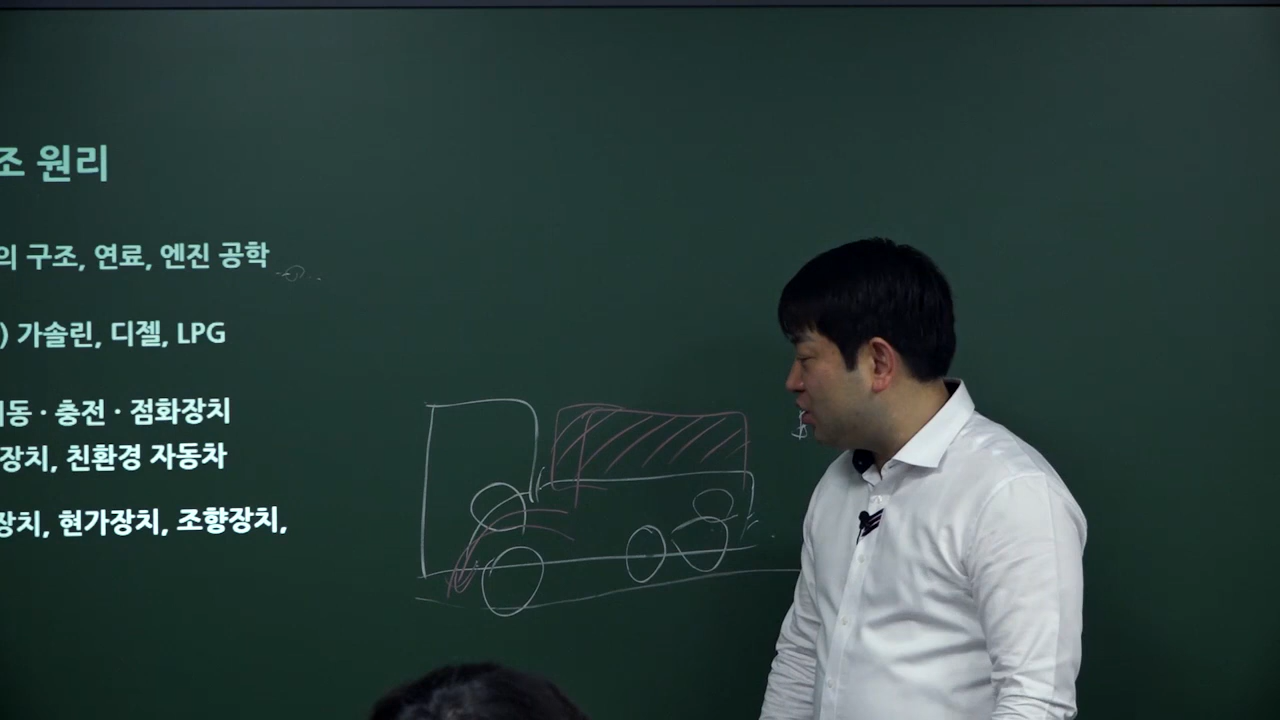 조 원리
의 구조, 연료, 엔진 공학
) 가솔린, 디젤, LPG
동 · 충전 · 점화장치
장치, 친환경 자동차
장치, 현가장치, 조향장치,